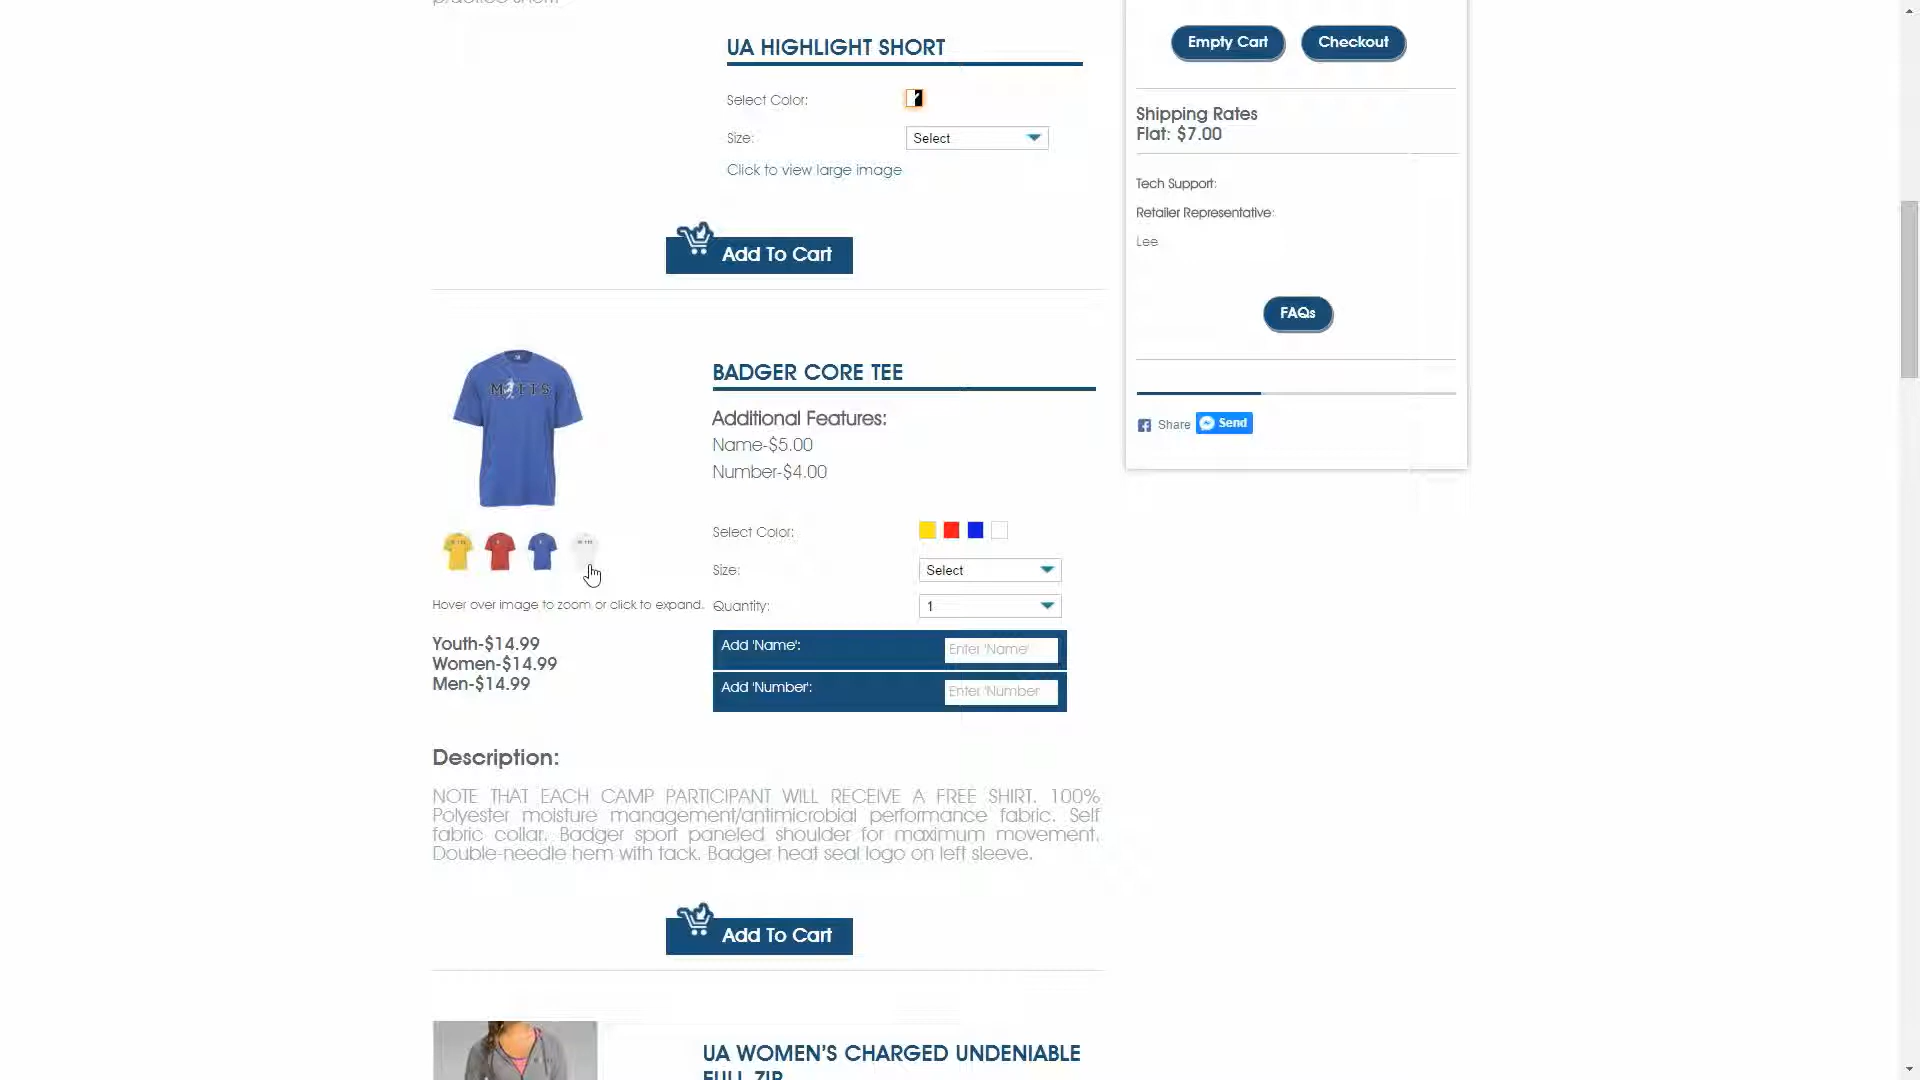 UA HIGHLIGHT SHORT
Select Color:
Size:
Select
Click to view large image
Add To Cart
Empty Cart
Checkout
Shipping Rates
Flat: $7.00
Tech Support:
Retailer Representative:
Lee
FAQs
Share
Send
BADGER CORE TEE
Additional Features:
Name-$5.00
Number-$4.00
Select Color:
Size:
Select
Hover over image to zoom or click to expand.
Quantity:
1
Youth-$14.99
Women-$14.99
Men-$14.99
Add 'Name':
Enter 'Name'
Add 'Number':
Enter 'Number
Description:
NOTE THAT EACH CAMP PARTICIPANT WILL RECEIVE A FREE SHIRT. 100%
Polyester moisture management/antimicrobial performance fabric. Self
fabric collar. Badger sport paneled shoulder for maximum movement.
Double-needle hem with tack. Badger heat seal logo on left sleeve.
Add To Cart
UA WOMEN'S CHARGED UNDENIABLE
FULL ZIP